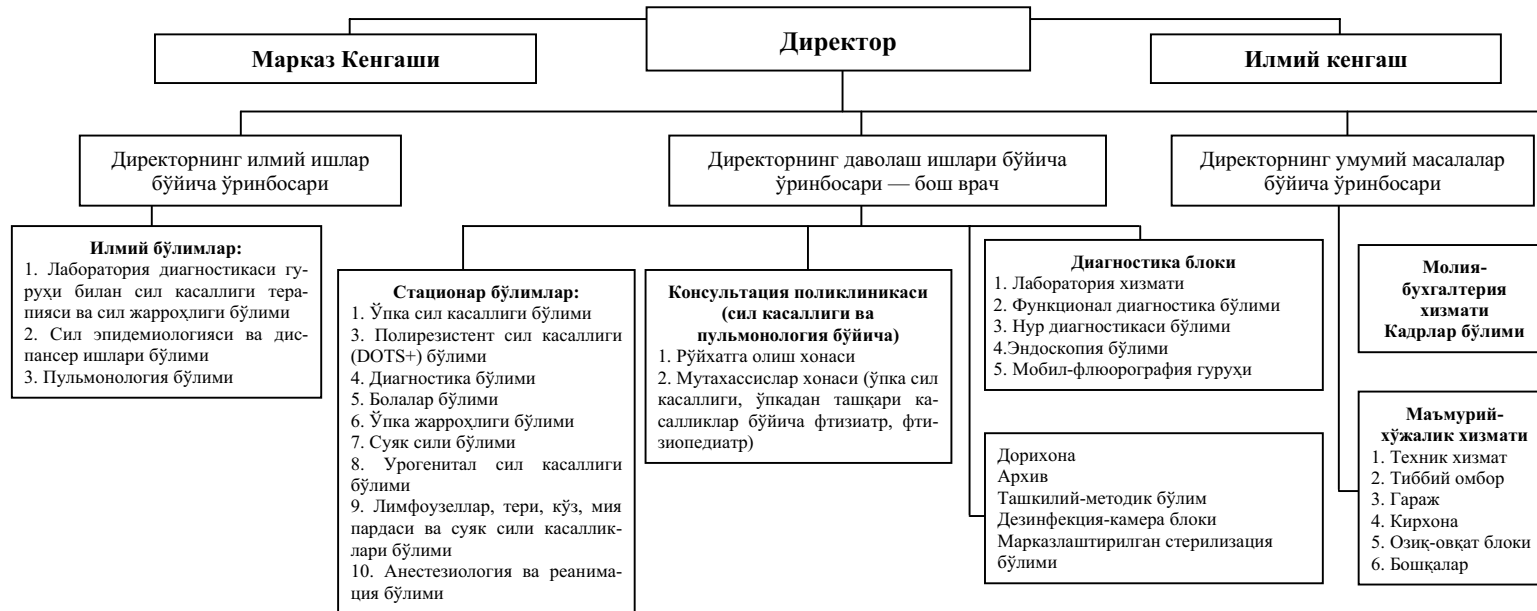 Директор
Марказ Кенгаши
Илмий кенгаш
Директорнинг илмий ишлар
бўйича ўринбосари
Директорнинг даволаш ишлари бўйича
ўринбосари — бош врач
Директорнинг умумий масалалар
бўйича ўринбосари
Илмий бўлимлар:
1. Лаборатория диагностикаси гу-
руҳи билан сил касаллиги тера-
пияси ва сил жарроҳлиги бўлими
2. Сил эпидемиологияси ва дис-
пансер ишлари бўлими
3. Пульмонология бўлими
Стационар бўлимлар:
1. Ўпка сил касаллиги бўлими
3. Полирезистент сил касаллиги
(DOTS+) бўлими
4. Диагностика бўлими
5. Болалар бўлими
6. Ўпка жарроҳлиги бўлими
7. Суяк сили бўлими
8. Урогенитал сил касаллиги
бўлими
9. Лимфоузеллар, тери, кўз, мия
пардаси ва суяк сили касаллик-
лари бўлими
10. Анестезиология ва реанима-
ция бўлими
Консультация поликлиникаси
(сил касаллиги ва
пульмонология бўйича)
1. Рўйхатга олиш хонаси
2. Мутахассислар хонаси (ўпка сил
касаллиги, ўпкадан ташқари ка-
салликлар бўйича фтизиатр, фти-
зиопедиатр)
Диагностика блоки
1. Лаборатория хизмати
2. Функционал диагностика бўлими
3. Нур диагностикаси бўлими
4.Эндоскопия бўлими
5. Мобил-флюорография гуруҳи
Дорихона
Архив
Ташкилий-методик бўлим
Дезинфекция-камера блоки
Марказлаштирилган стерилизация
бўлими
Молия-
бухгалтерия
хизмати
Кадрлар бўлими
Маъмурий-
хўжалик хизмати
1. Техник хизмат
2. Тиббий омбор
3. Гараж
4. Кирхона
5. Озиқ-овқат блоки
6. Бошқалар